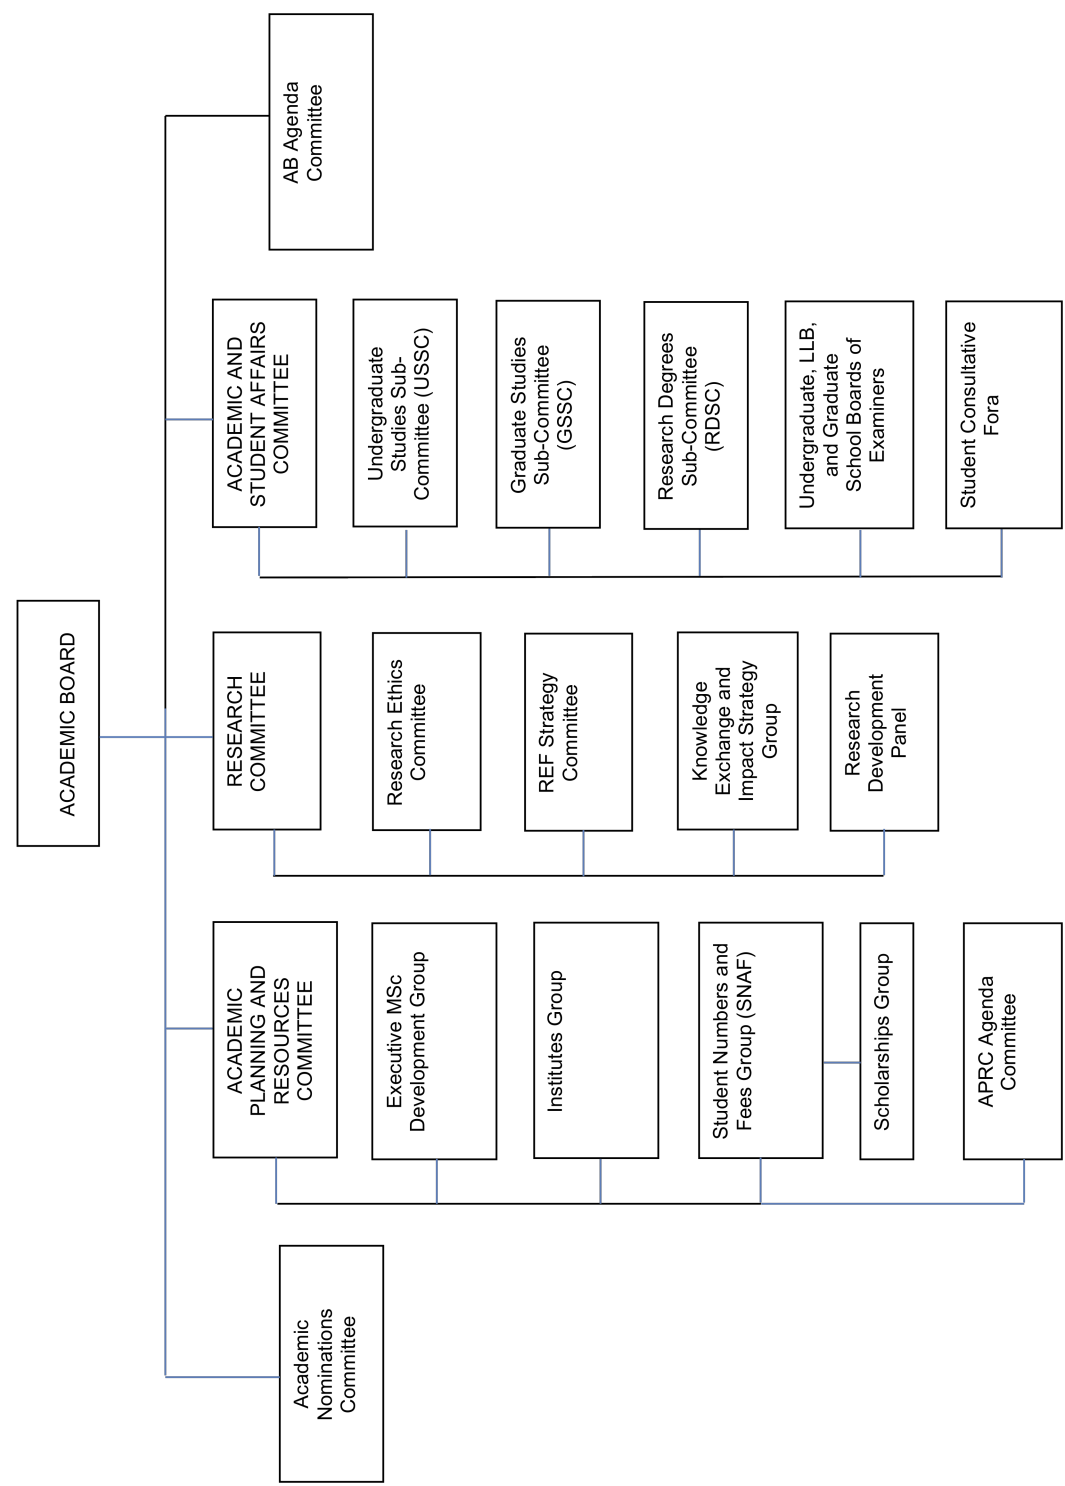 ACADEMIC BOARD
Academic
Nominations
Committee
ACADEMIC
PLANNING AND
RESOURCES
COMMITTEE
Executive MSc
Development Group
Institutes Group
Student Numbers and
Fees Group (SNAF)
Scholarships Group
APRC Agenda
Committee
RESEARCH
COMMITTEE
Research Ethics
Committee
REF Strategy
Committee
Knowledge
Exchange and
Impact Strategy
Group
Research
Development
Panel
ACADEMIC AND
STUDENT AFFAIRS
COMMITTEE
Undergraduate
Studies Sub-
Committee (USSC)
Graduate Studies
Sub-Committee
(GSSC)
Research Degrees
Sub-Committee
(RDSC)
Undergraduate, LLB,
and Graduate
School Boards of
Examiners
Student Consultative
Fora
AB Agenda
Committee